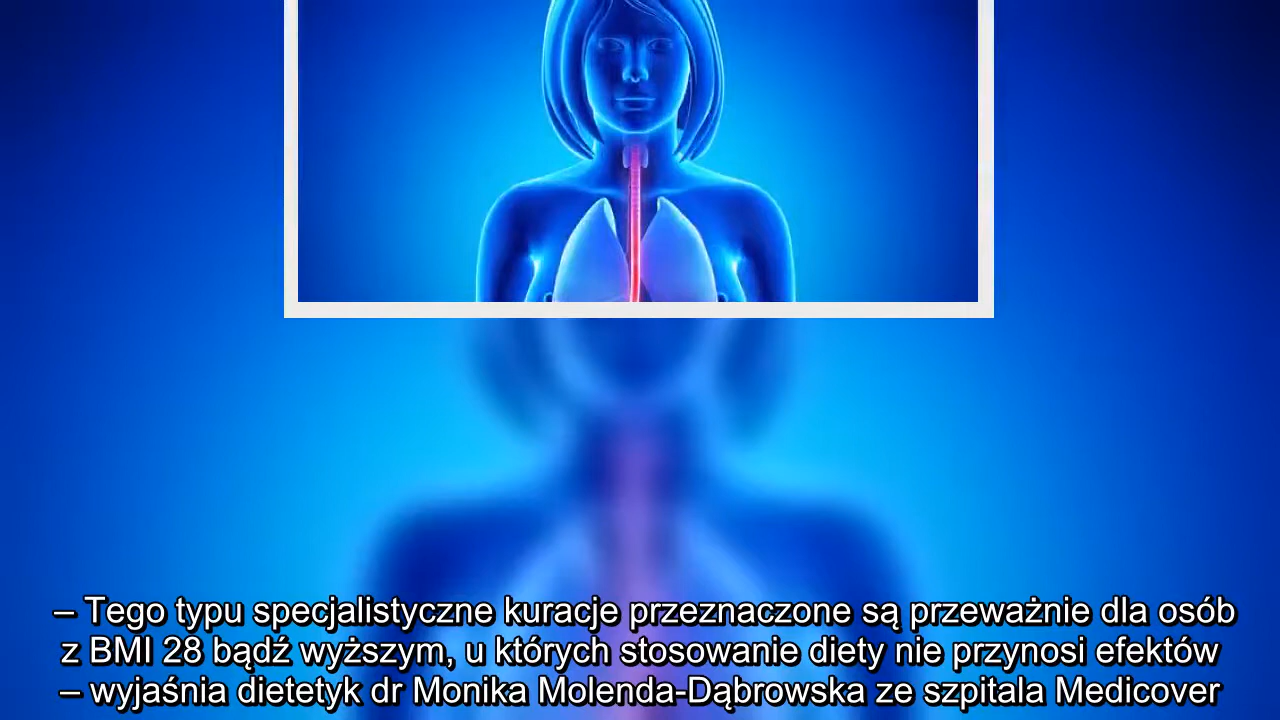 – Tego typu specjalistyczne kuracje przeznaczone są przeważnie dla osób
z BMI 28 bądź wyższym, u których stosowanie diety nie przynosi efektów
– wyjaśnia dietetyk dr Monika Molenda-Dąbrowska ze szpitala Medicover